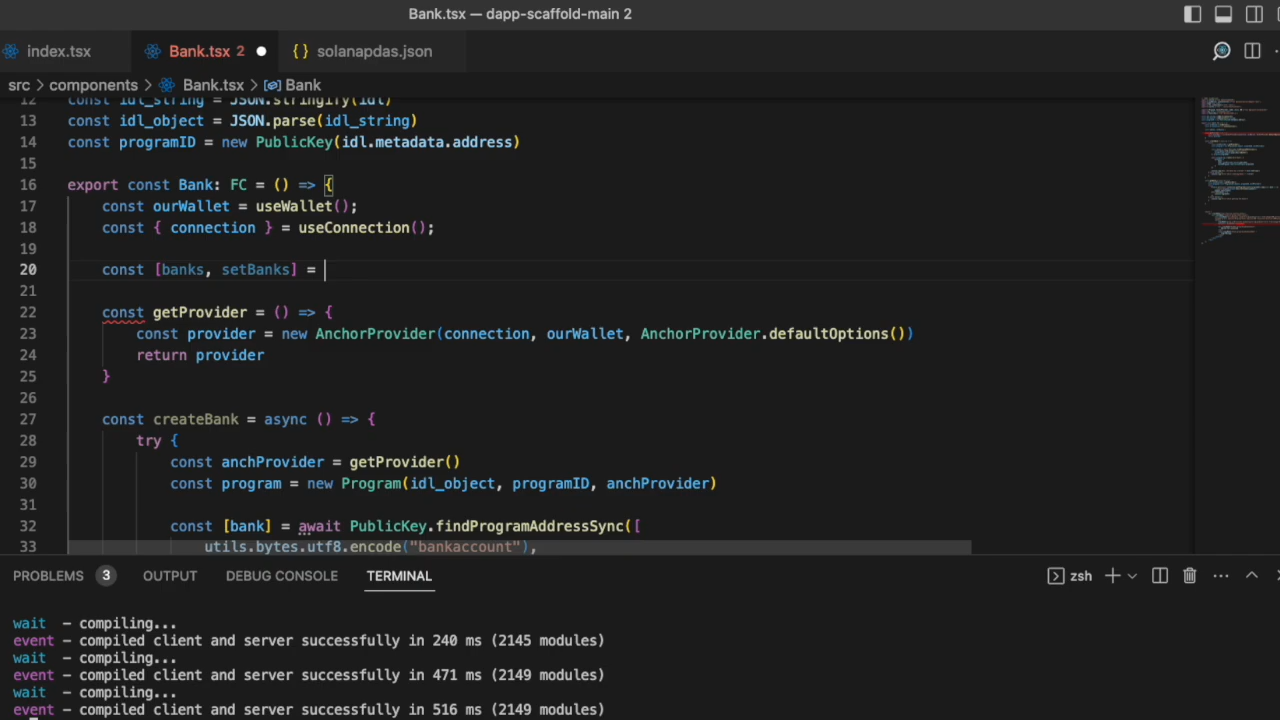 Bank.tsx — dapp-scaffold-main 2
index.tsx
Bank.tsx 2
{} solanapdas.json
src > components > Bank.tsx > Bank
12 const idl_string = JSON.stringify(idl)
13 const idl_object = JSON.parse(idl_string)
14 const programID = new PublicKey(idl.metadata.address)
15
16 export const Bank: FC = () => {
17 const ourWallet = useWallet();
18 const { connection } = useConnection();
19
20 const [banks, setBanks] =
21
22 const getProvider = () => {
23 const provider = new AnchorProvider(connection, ourWallet, AnchorProvider.defaultOptions())
24 return provider
25 }
26
27 const createBank = async () => {
28 try {
29 const anchProvider = getProvider()
30 const program = new Program(idl_object, programID, anchProvider)
31
32 const [bank] = await PublicKey.findProgramAddressSync([
33 utils.bytes.utf8.encode("bankaccount"),
PROBLEMS 3 OUTPUT DEBUG CONSOLE TERMINAL
zsh
wait – compiling...
event – compiled client and server successfully in 240 ms (2145 modules)
wait – compiling...
event – compiled client and server successfully in 471 ms (2149 modules)
wait – compiling...
event – compiled client and server successfully in 516 ms (2149 modules)